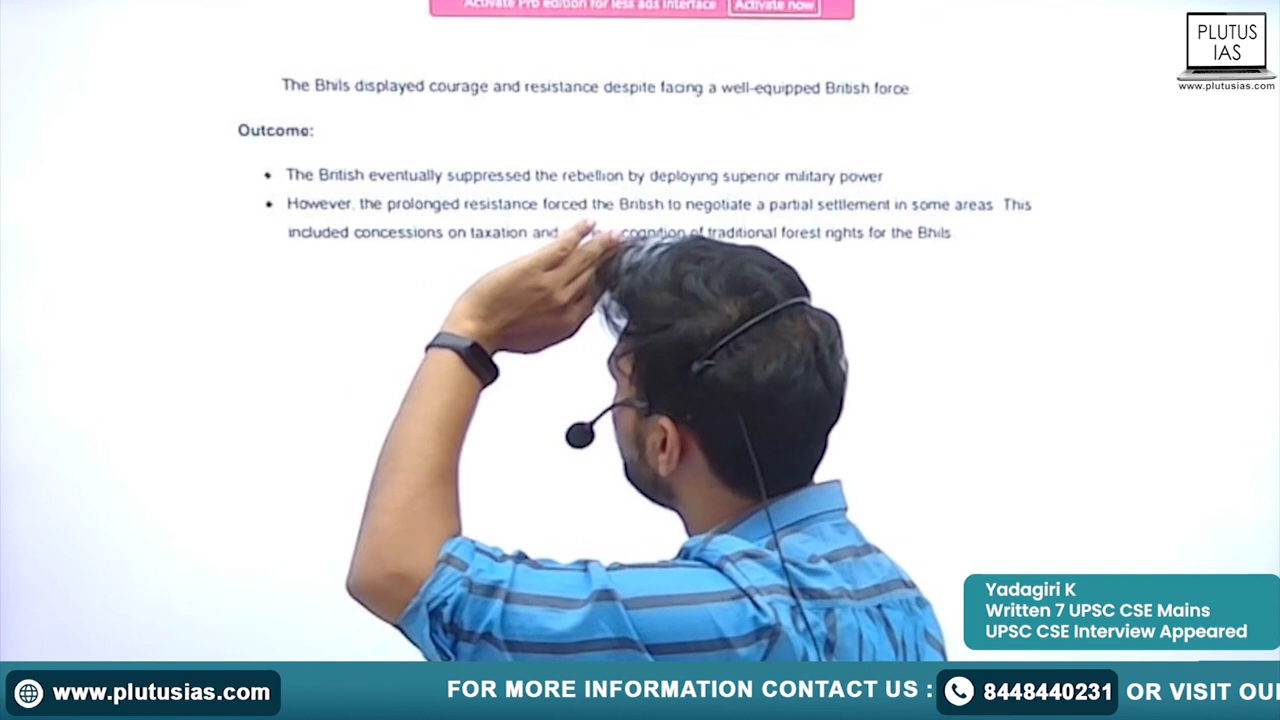 Activate Pro edition for less ads interface Activate now
PLUTUS
IAS
www.plutusias.com
The Bhils displayed courage and resistance despite facing a well-equipped British force
Outcome:
• The British eventually suppressed the rebellion by deploying superior military power
• However, the prolonged resistance forced the British to negotiate a partial settlement in some areas This
included concessions on taxation and of traditional forest rights for the Bhils
Yadagiri K
Written 7 UPSC CSE Mains
UPSC CSE Interview Appeared
www.plutusias.com
FOR MORE INFORMATION CONTACT US : 8448440231 OR VISIT OU